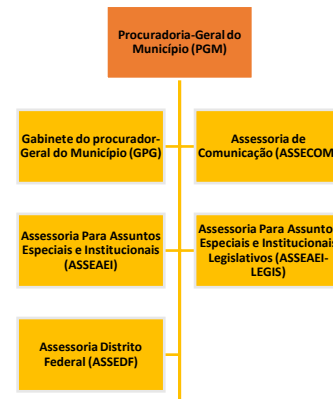 Procuradoria-Geral do
Município (PGM)
Gabinete do procurador-
Geral do Município (GPG)
Assessoria de
Comunicação (ASSECOM
Assessoria Para Assuntos
Especiais e Institucionais
(ASSEAEI)
Assessoria Para Assunto
Especiais e Institucionais
Legislativos (ASSEAEI-
LEGIS)
Assessoria Distrito
Federal (ASSEDF)